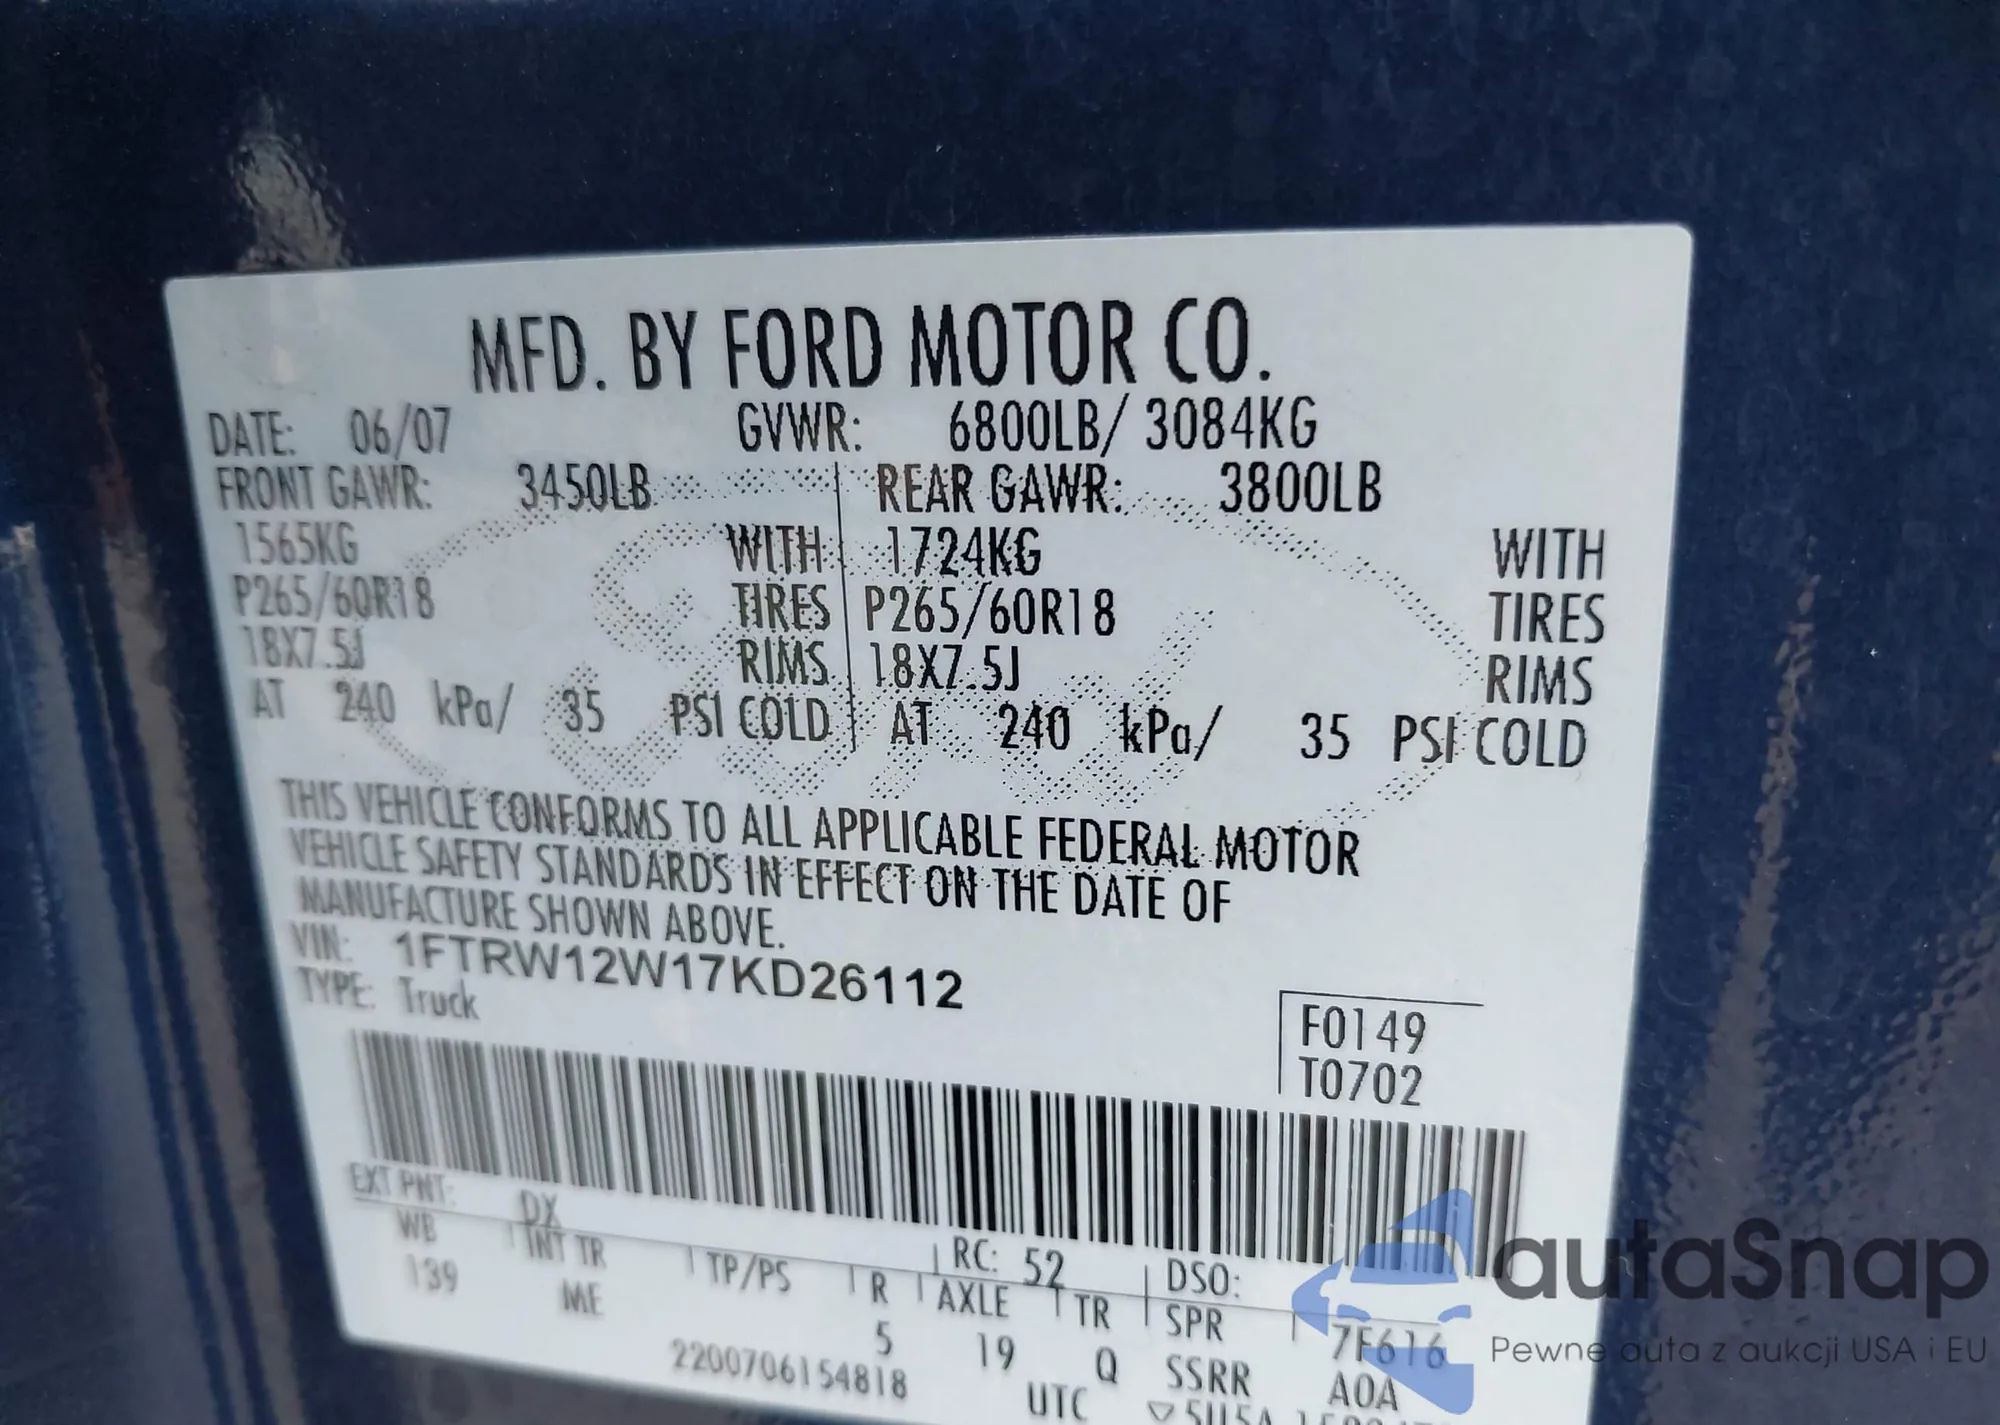 MFD. BY FORD MOTOR CO.
DATE: 06/07 GVWR: 6800LB/ 3084KG
FRONT GAWR: 3450LB REAR GAWR: 3800LB
1565KG WITH 1724KG WITH
P265/60R18 TIRES P265/60R18 TIRES
18X7.5J RIMS 18X7.5J RIMS
AT 240 kPa/ 35 PSI COLD AT 240 kPa/ 35 PSI COLD
THIS VEHICLE CONFORMS TO ALL APPLICABLE FEDERAL MOTOR
VEHICLE SAFETY STANDARDS IN EFFECT ON THE DATE OF
MANUFACTURE SHOWN ABOVE.
VIN: 1FTRW12W17KD26112
TYPE: Truck
F0149
T0702
EXT PNT: DX RC: 52 DSO:
WB INT TR TP/PS R AXLE TR SPR 7F616
139 ME 5 19 Q SSRR A0A
2200706154818 UTC
autaSnap
Pewne auta z aukcji USA i EU